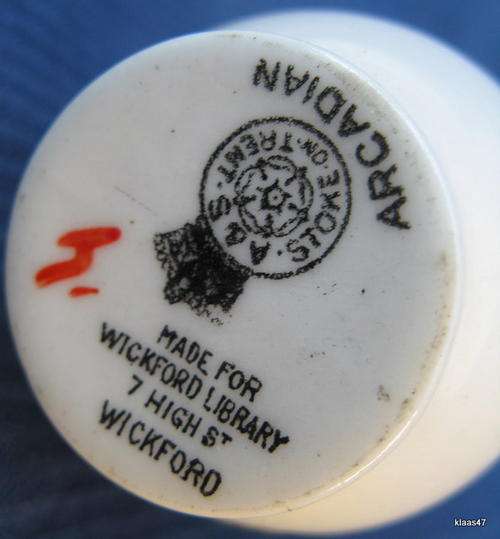 ARCADIAN
A & S
STOKE·ON·TRENT·
MADE FOR
WICKFORD LIBRARY
7 HIGH ST
WICKFORD
klaas47